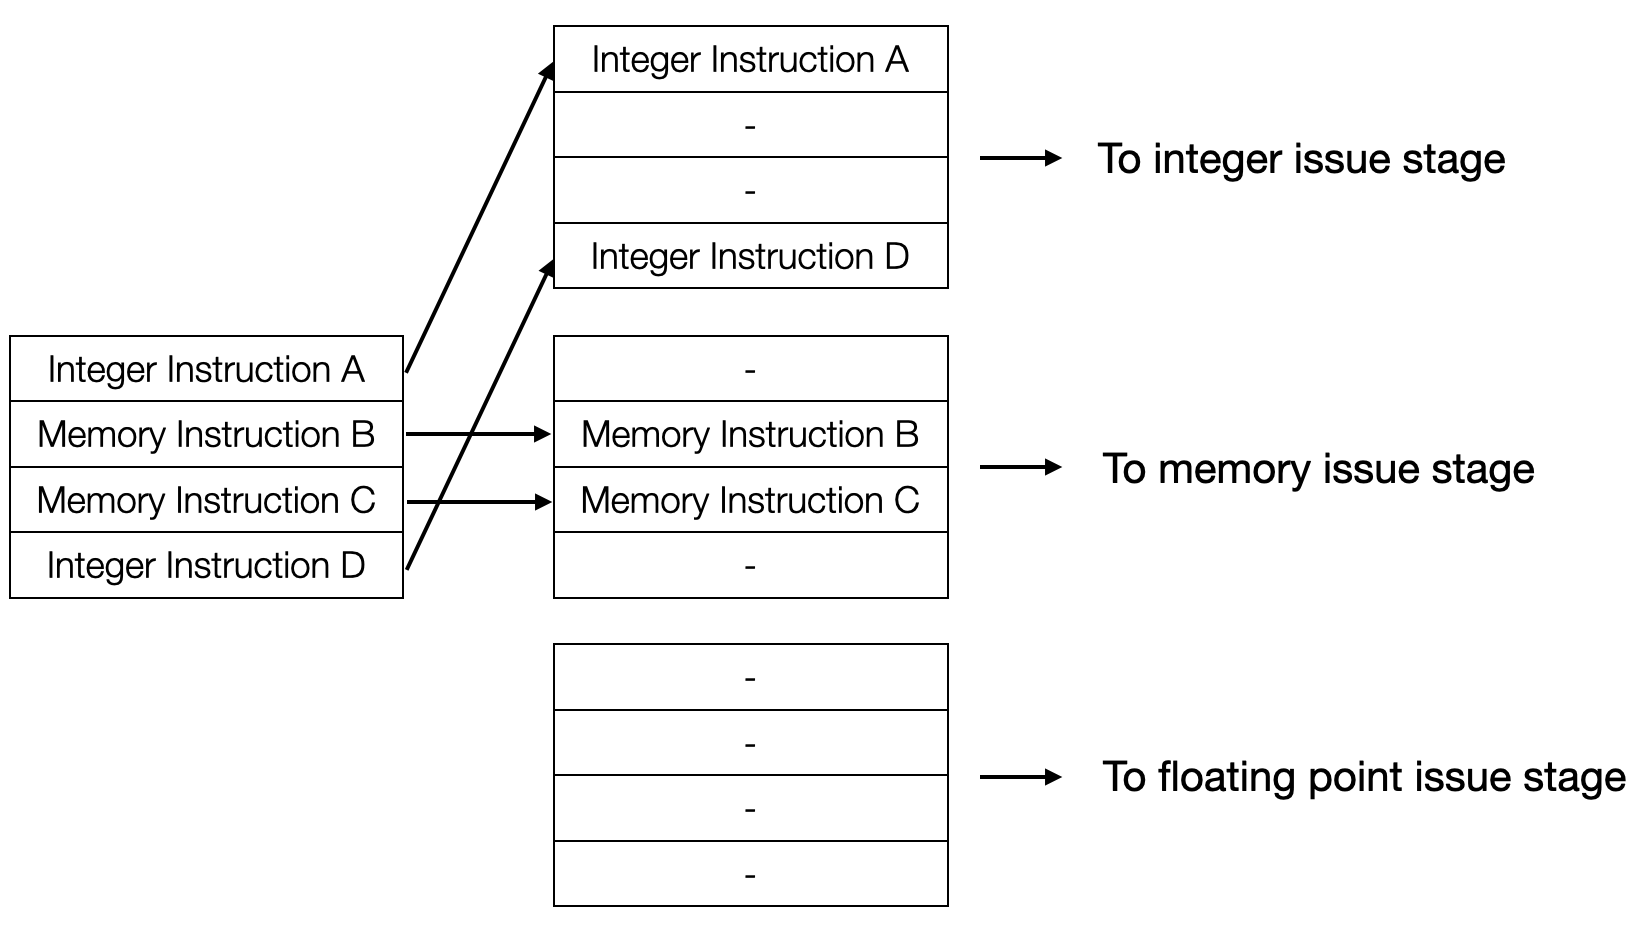 Integer Instruction A
Memory Instruction B
Memory Instruction C
Integer Instruction D
Integer Instruction A
-
-
Integer Instruction D
To integer issue stage
-
Memory Instruction B
Memory Instruction C
-
To memory issue stage
-
-
-
-
To floating point issue stage